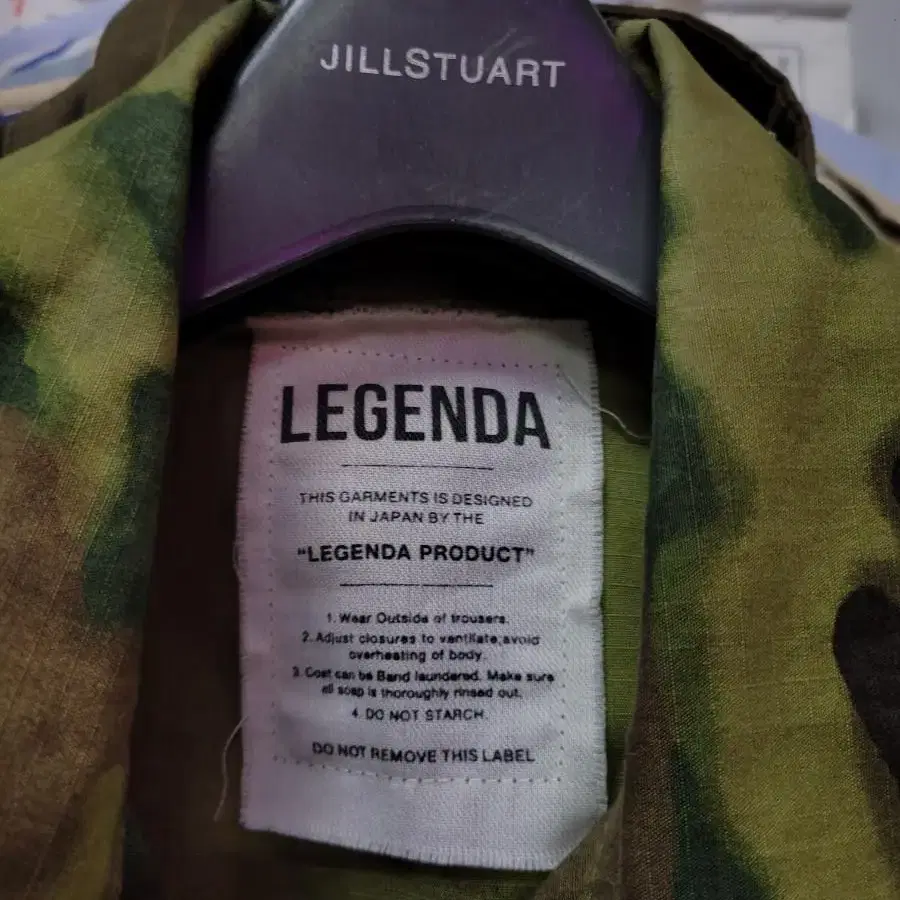 JILLSTUART
LEGENDA
THIS GARMENTS IS DESIGNED
IN JAPAN BY THE
"LEGENDA PRODUCT"
1. Wear Outside of trousers.
2. Adjust closures to ventilate,avoid
overheating of body.
3. Coat can be Band laundered. Make sure
all soap is thoroughly rinsed out.
4. DO NOT STARCH.
DO NOT REMOVE THIS LABEL